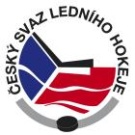 ČESKÝ SVAZ LEDNÍHO HOKEJE